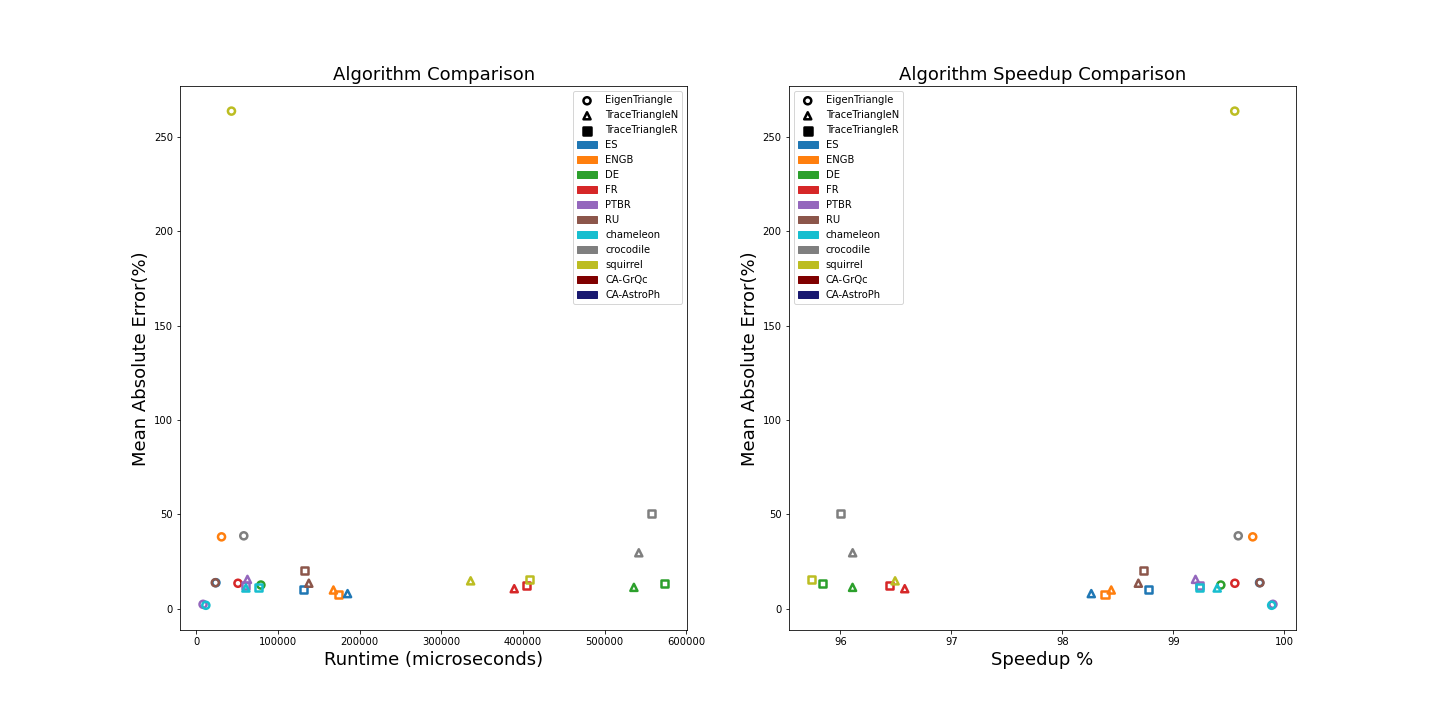 Algorithm Comparison
Mean Absolute Error(%)
250
200
150
100
50
0
EigenTriangle
TraceTriangleN
TraceTriangleR
ES
ENGB
DE
FR
PTBR
RU
chameleon
crocodile
squirrel
CA-GrQc
CA-AstroPh
0 100000 200000 300000 400000 500000 600000
Runtime (microseconds)
Algorithm Speedup Comparison
Mean Absolute Error(%)
250
200
150
100
50
0
EigenTriangle
TraceTriangleN
TraceTriangleR
ES
ENGB
DE
FR
PTBR
RU
chameleon
crocodile
squirrel
CA-GrQc
CA-AstroPh
96 97 98 99 100
Speedup %